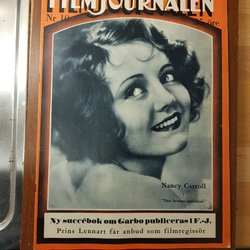 FILMJOURNALEN
Nr 10
öre
Nancy Carroll
Ny succébok om Garbo publiceras i F.-J.
Prins Lennart får anbud som filmregissör